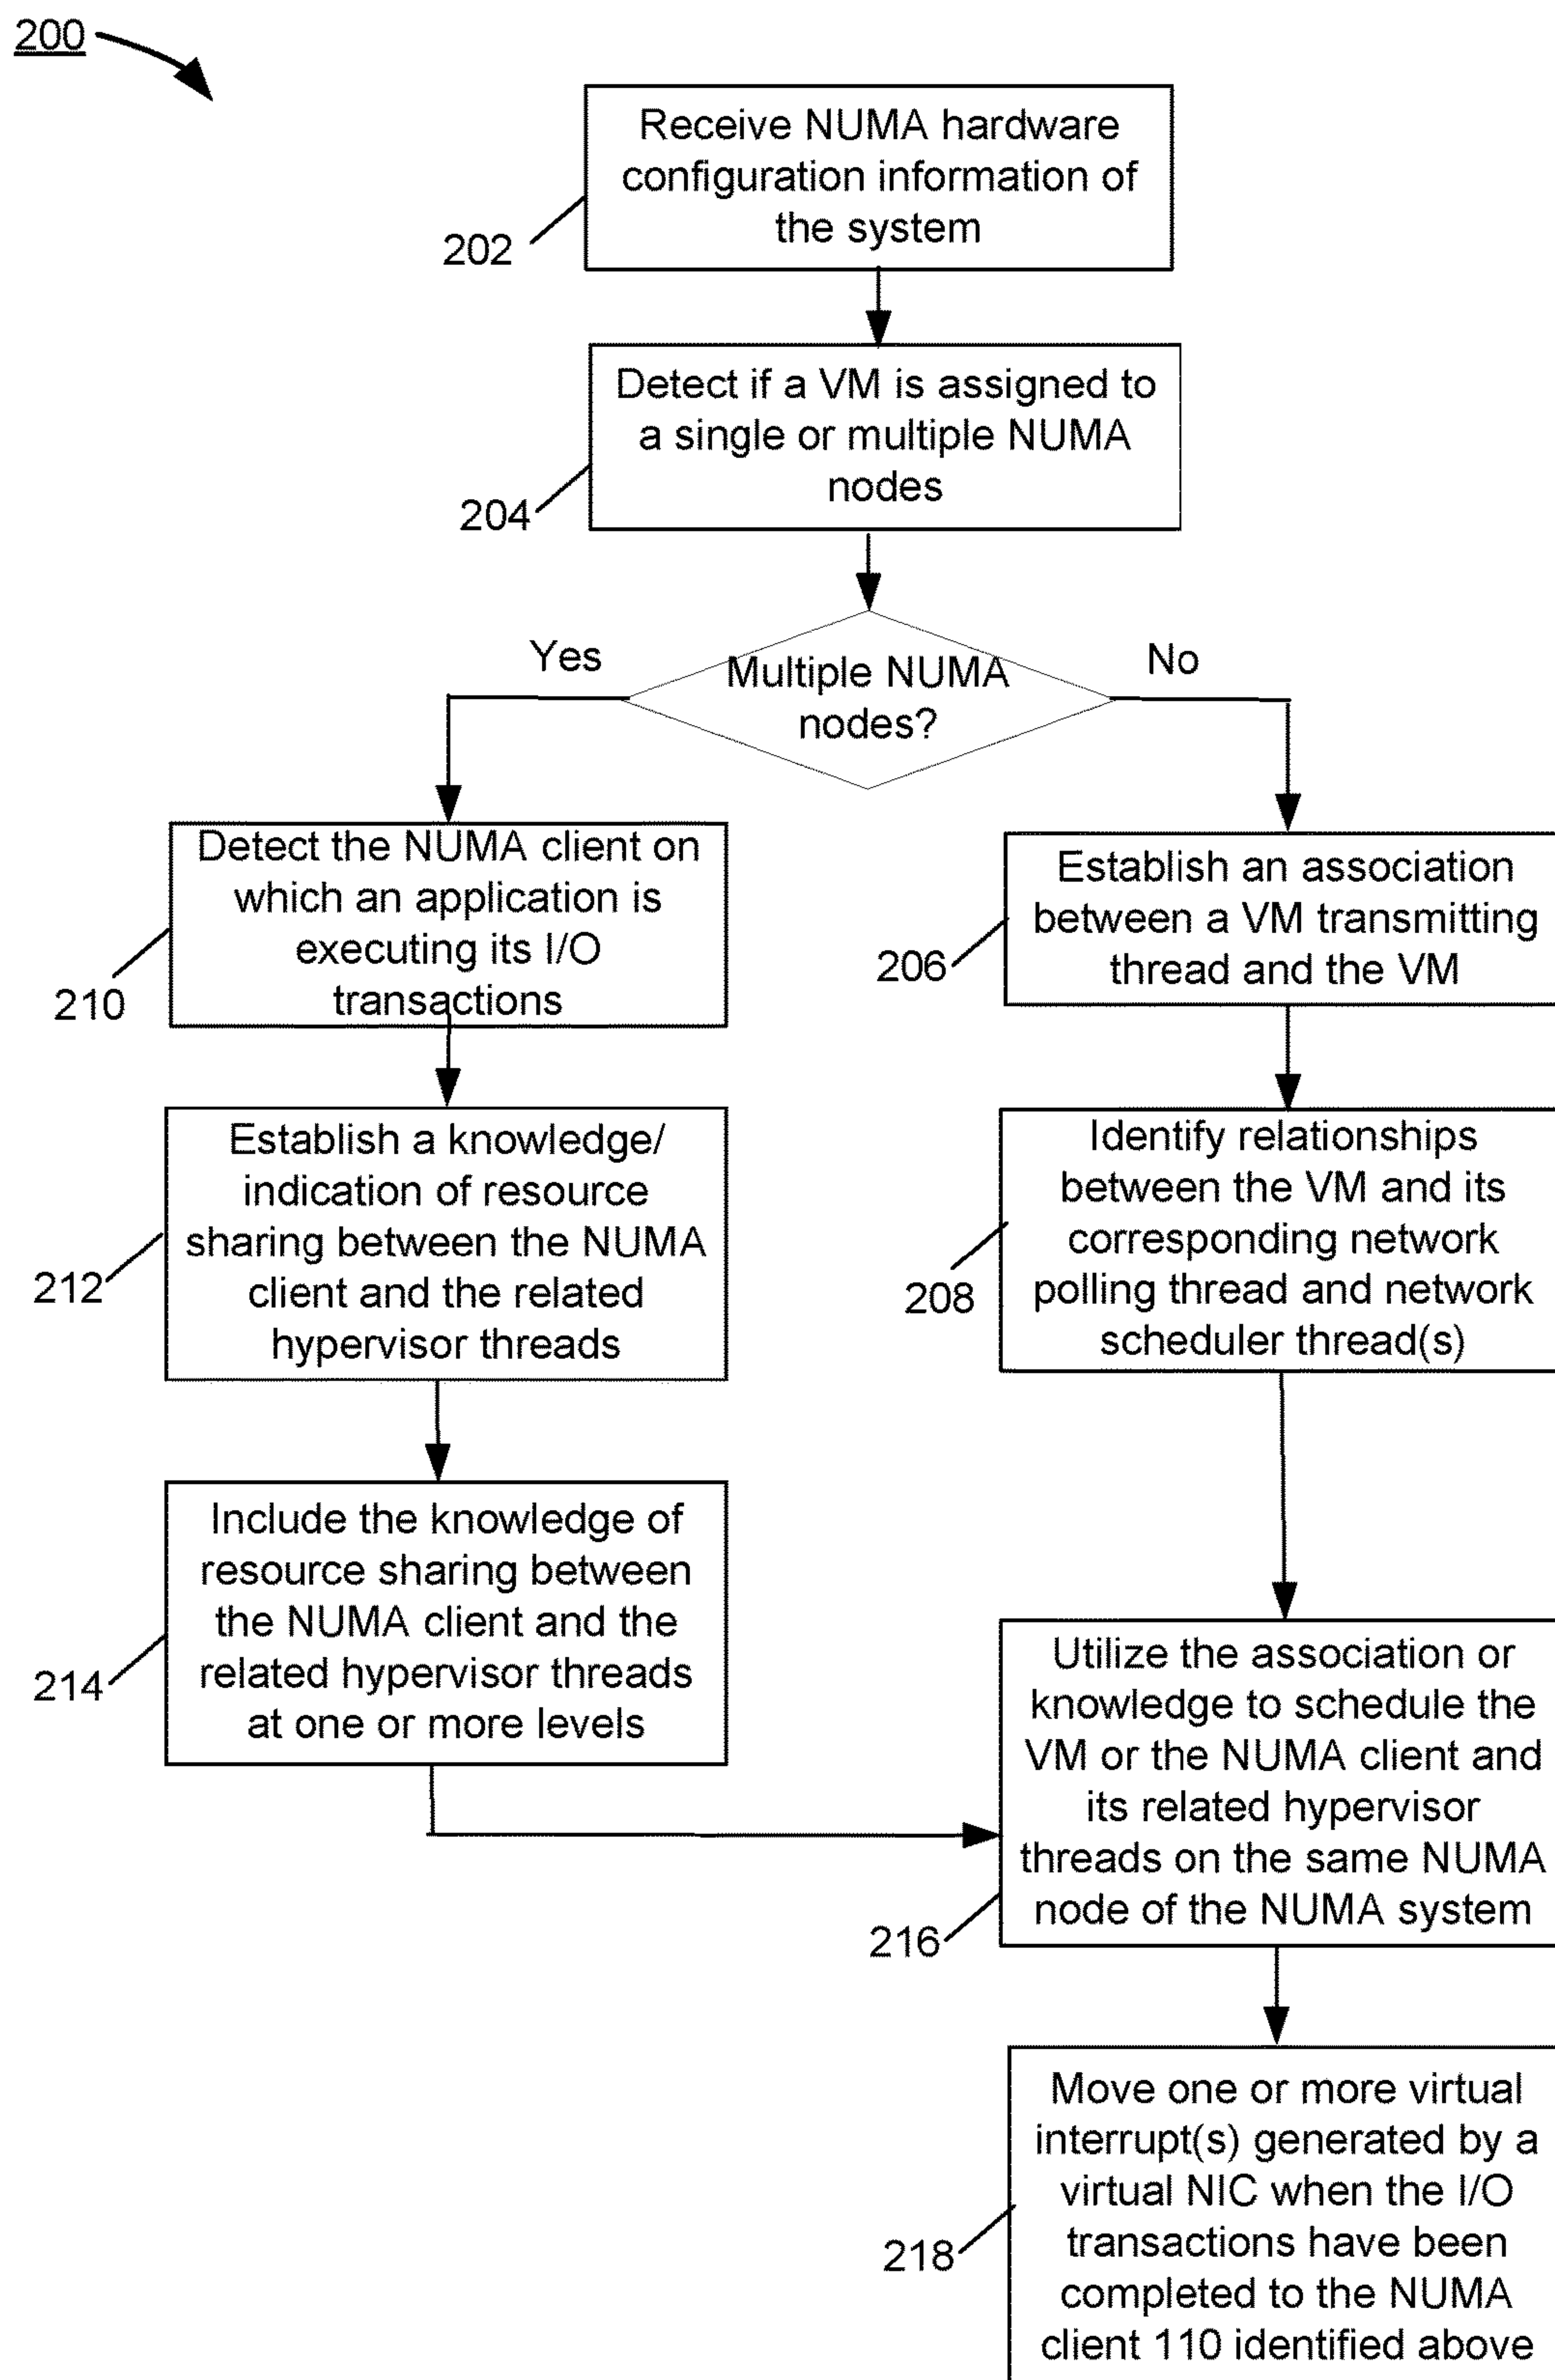 200
Receive NUMA hardware
configuration information of
the system
202
Detect if a VM is assigned to
a single or multiple NUMA
nodes
204
Yes
Multiple NUMA
nodes?
No
Detect the NUMA client on
which an application is
executing its I/O
transactions
210
Establish an association
between a VM transmitting
thread and the VM
206
Establish a knowledge/
indication of resource
sharing between the NUMA
client and the related
hypervisor threads
212
Identify relationships
between the VM and its
corresponding network
polling thread and network
scheduler thread(s)
208
Include the knowledge of
resource sharing between
the NUMA client and the
related hypervisor threads
at one or more levels
214
Utilize the association or
knowledge to schedule the
VM or the NUMA client and
its related hypervisor
threads on the same NUMA
node of the NUMA system
216
Move one or more virtual
interrupt(s) generated by a
virtual NIC when the I/O
transactions have been
completed to the NUMA
client 110 identified above
218